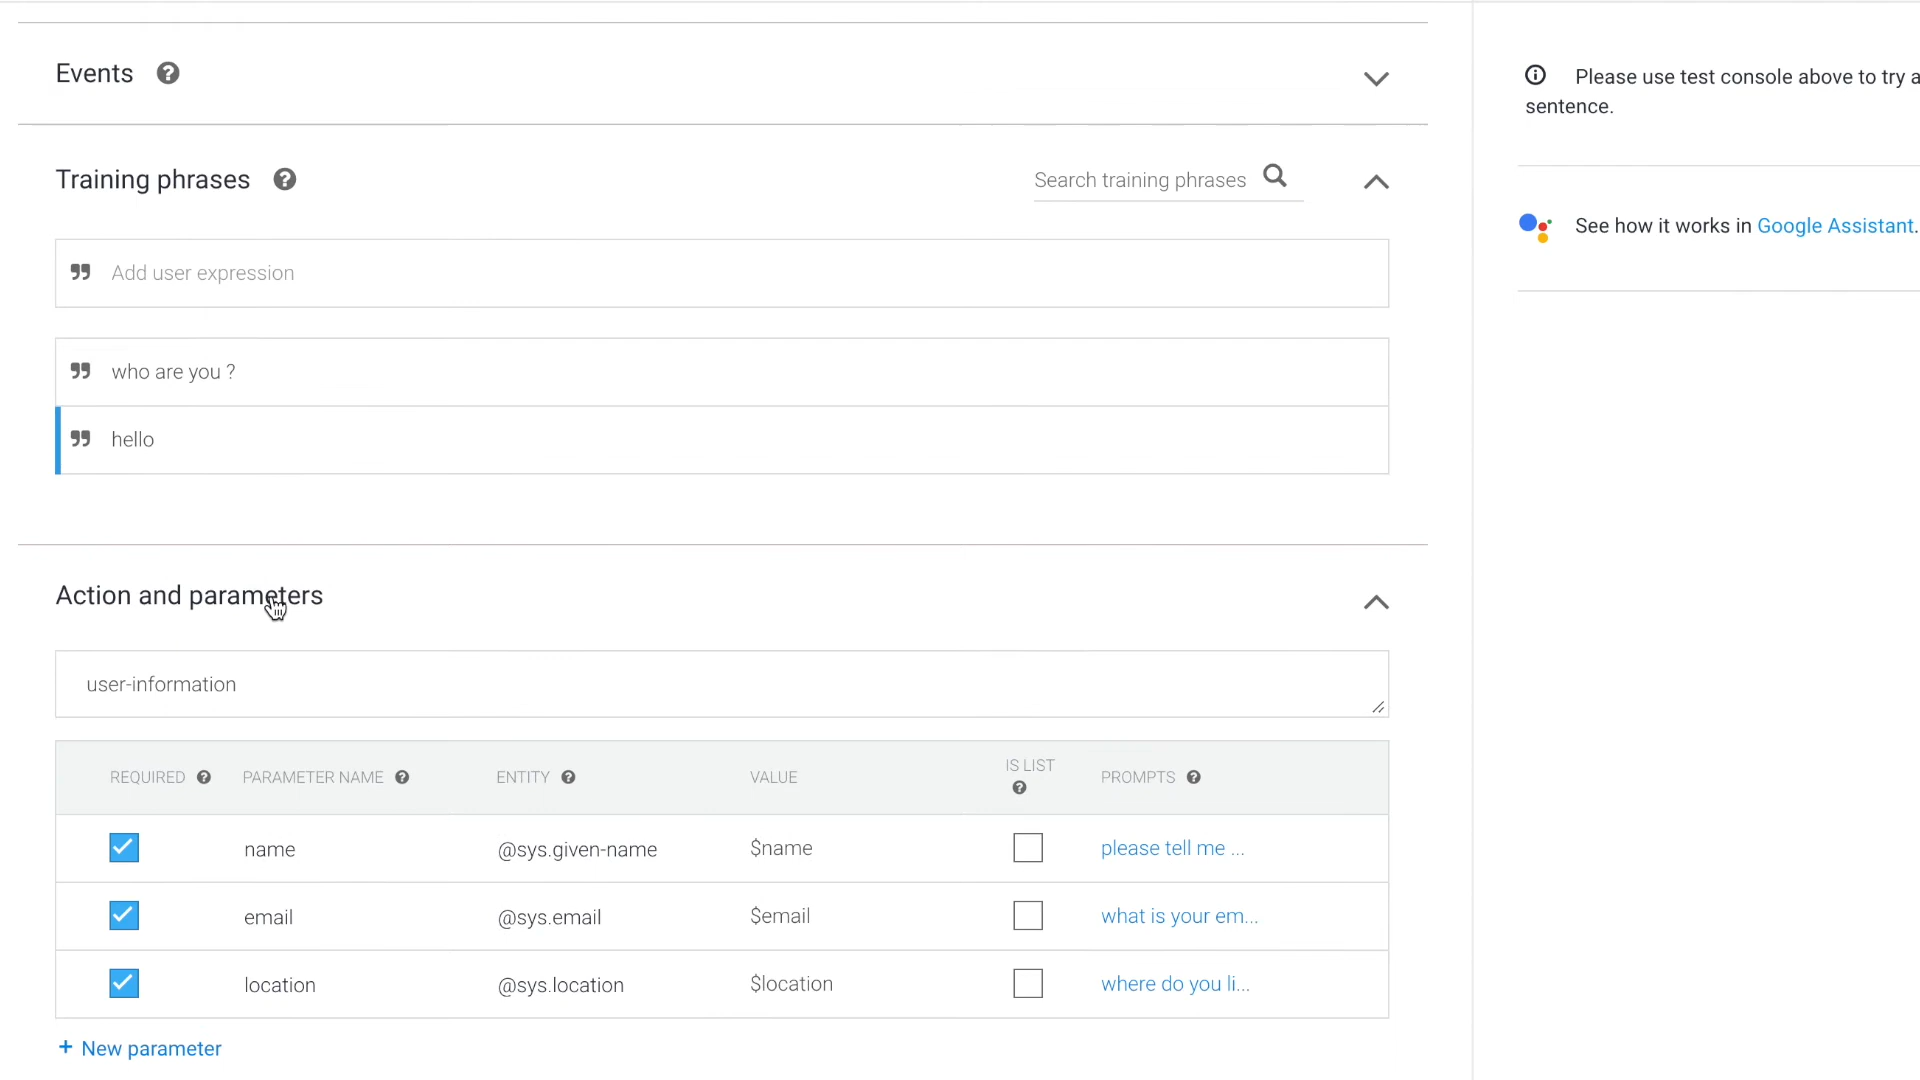 Events
Training phrases
Search training phrases
Add user expression
who are you ?
hello
Action and parameters
user-information
REQUIRED PARAMETER NAME ENTITY VALUE IS LIST PROMPTS
name @sys.given-name $name please tell me ...
email @sys.email $email what is your em...
location @sys.location $location where do you li...
+ New parameter
Please use test console above to try a
sentence.
See how it works in Google Assistant.